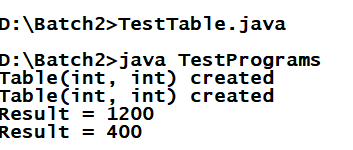 D:\Batch2>TestTable.java
D:\Batch2>java TestPrograms
Table(int, int) created
Table(int, int) created
Result = 1200
Result = 400